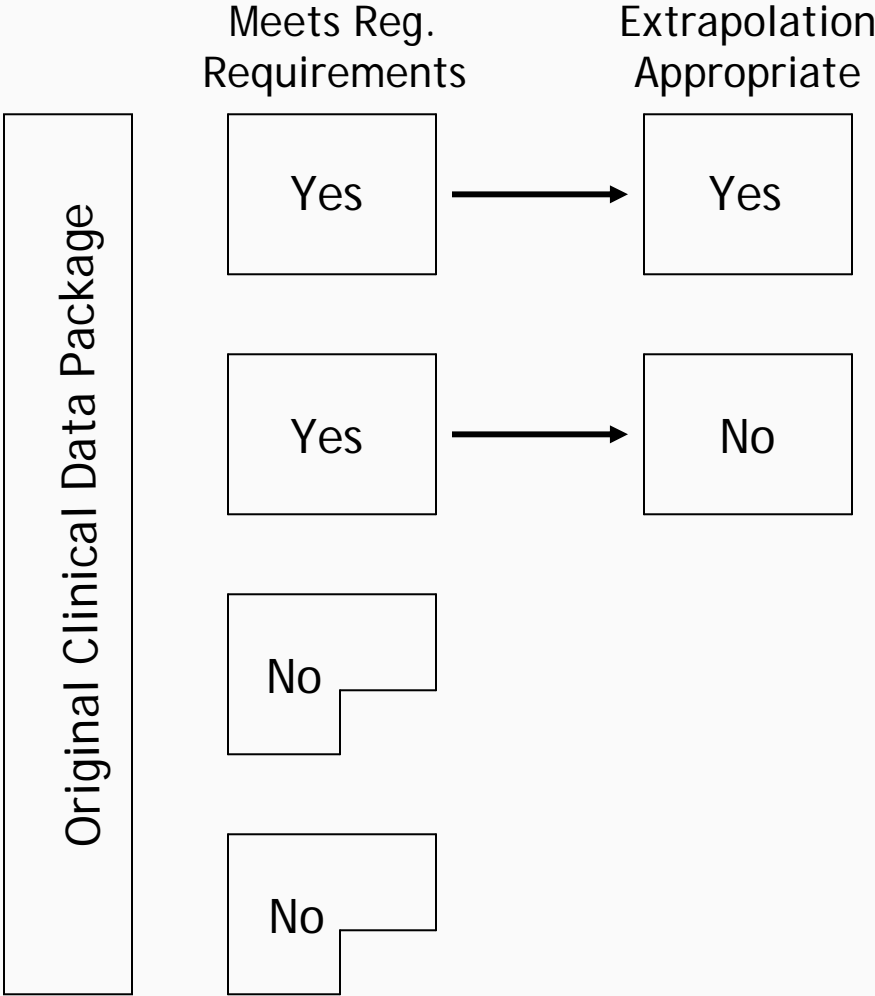 Meets Reg.
Requirements
Extrapolation
Appropriate
Original Clinical Data Package
Yes
Yes
Yes
No
No
No